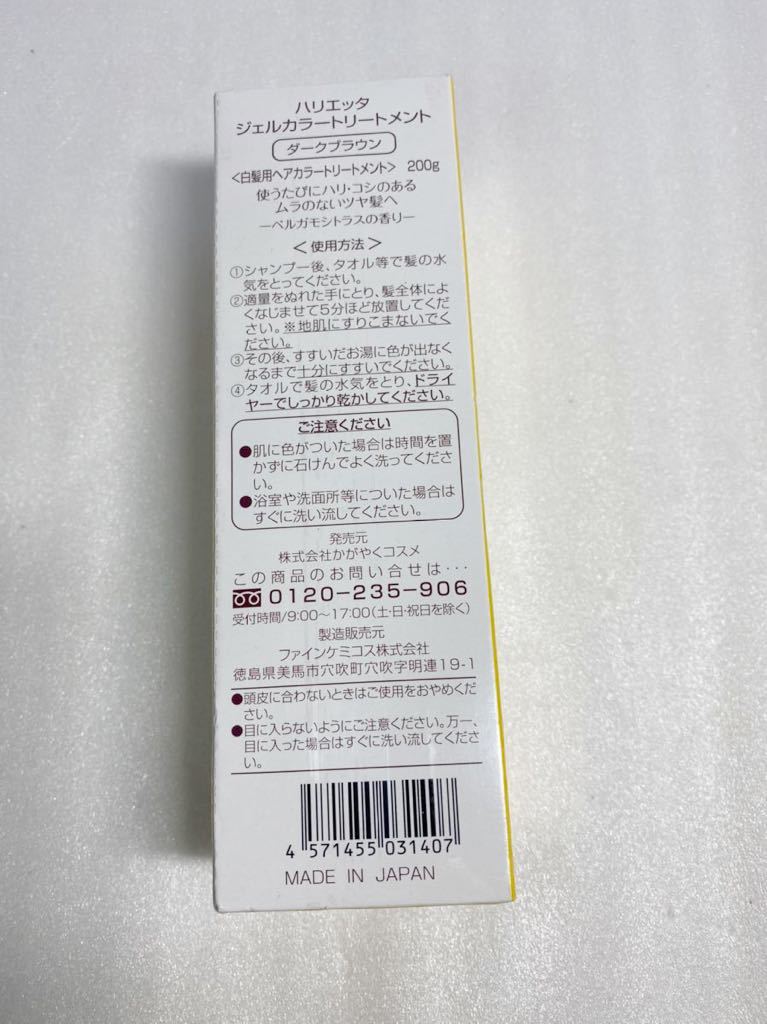 ハリエッタ
ジェルカラートリートメント
ダークブラウン
<白髪用ヘアカラートリートメント> 200g
使うたびにハリ・コシのある
ムラのないツヤ髪へ
ーベルガモシトラスの香りー
<使用方法>
①シャンプー後、タオル等で髪の水
気をとってください。
②適量をぬれた手にとり、髪全体によ
くなじませて5分ほど放置してくだ
さい。※地肌にすりこまないでく
ださい。
③その後、すすいだお湯に色が出なく
なるまで十分にすすいでください。
④タオルで髪の水気をとり、ドライ
ヤーでしっかり乾かしてください。
ご注意ください
●肌に色がついた場合は時間を置
かずに石けんでよく洗ってくださ
い。
●浴室や洗面所等についた場合は
すぐに洗い流してください。
発売元
株式会社かがやくコスメ
この商品のお問い合せは・・・
0120-235-906
受付時間/9:00〜17:00(土・日・祝日を除く)
製造販売元
ファインケミコス株式会社
徳島県美馬市穴吹町穴吹字明連19-1
●頭皮に合わないときはご使用をおやめくだ
さい。
●目に入らないようにご注意ください。万一、
目に入った場合はすぐに洗い流してくださ
い。
4 571455 031407
MADE IN JAPAN